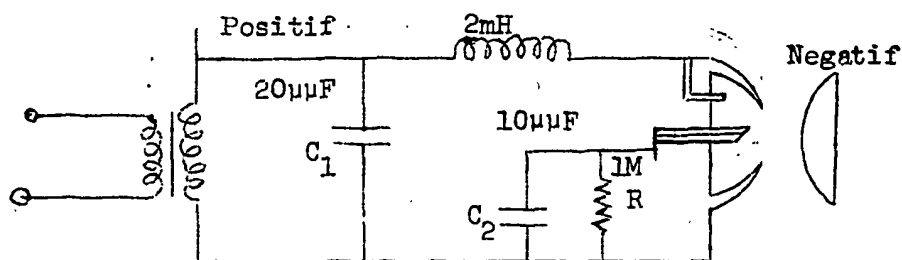 Positif
2mH
Negatif
20µµF
10µµF
C1
1M
R
C2